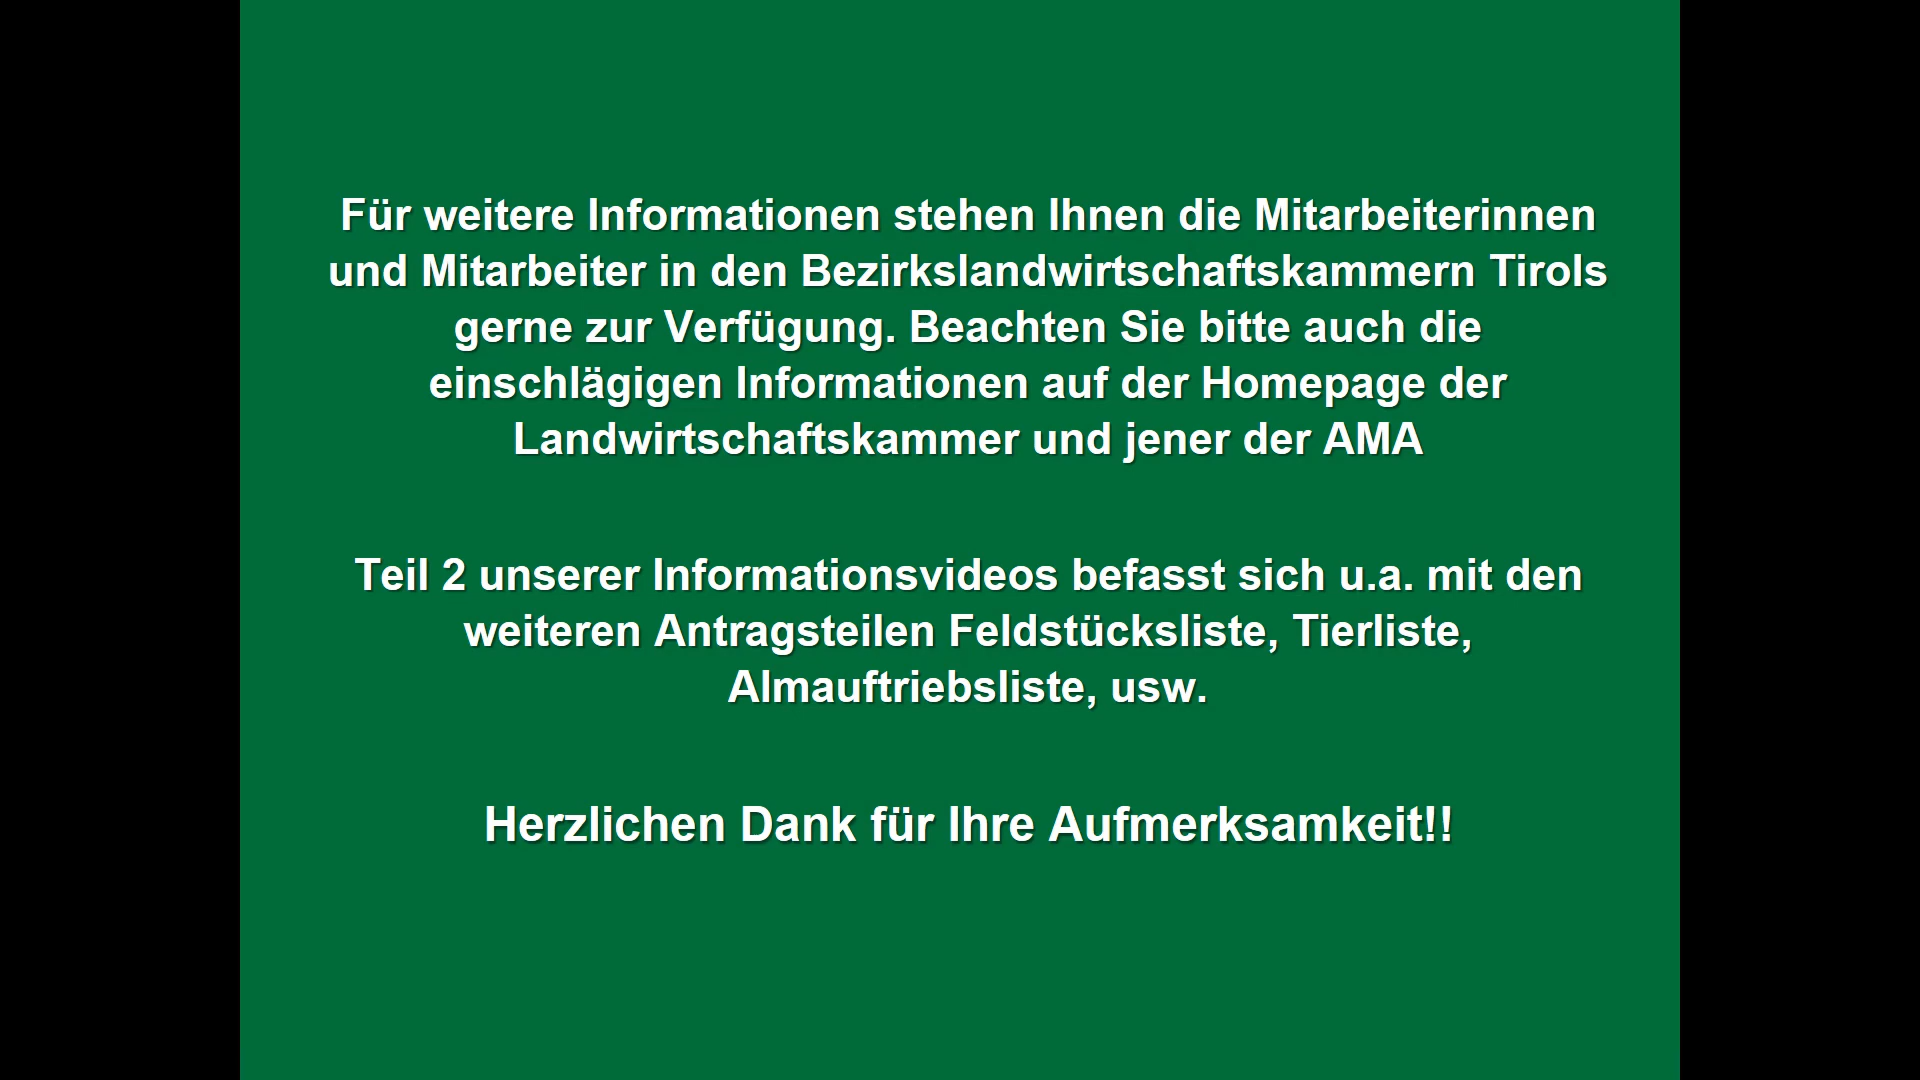 Für weitere Informationen stehen Ihnen die Mitarbeiterinnen
und Mitarbeiter in den Bezirkslandwirtschaftskammern Tirols
gerne zur Verfügung. Beachten Sie bitte auch die
einschlägigen Informationen auf der Homepage der
Landwirtschaftskammer und jener der AMA
Teil 2 unserer Informationsvideos befasst sich u.a. mit den
weiteren Antragsteilen Feldstücksliste, Tierliste,
Almauftriebsliste, usw.
Herzlichen Dank für Ihre Aufmerksamkeit!!